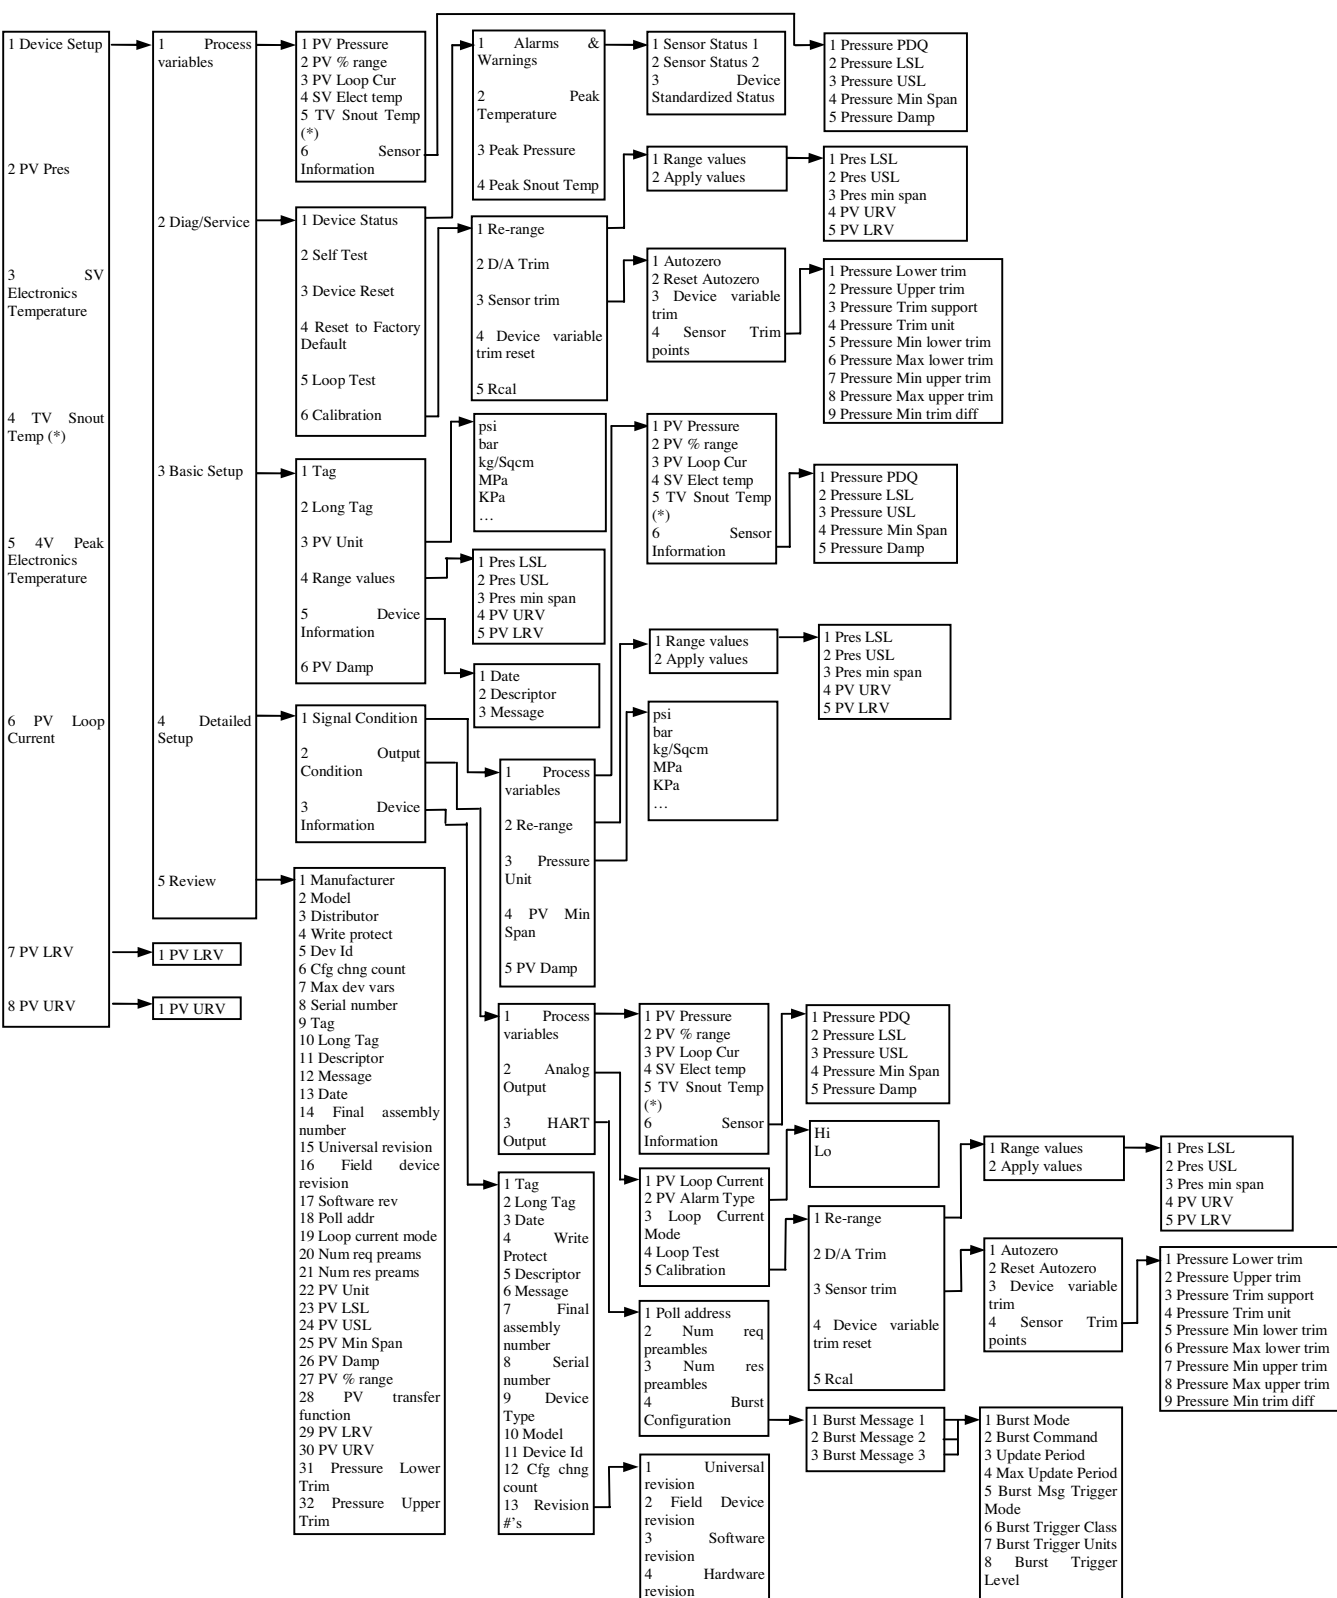 1 Device Setup
2 PV Pres
3 SV
Electronics
Temperature
4 TV Snout
Temp (*)
5 4V Peak
Electronics
Temperature
6 PV Loop
Current
7 PV LRV
8 PV URV
1 Process
variables
2 Diag/Service
3 Basic Setup
4 Detailed
Setup
5 Review
1 PV LRV
1 PV URV
1 PV Pressure
2 PV % range
3 PV Loop Cur
4 SV Elect temp
5 TV Snout Temp
(*)
6 Sensor
Information
1 Device Status
2 Self Test
3 Device Reset
4 Reset to Factory
Default
5 Loop Test
6 Calibration
1 Tag
2 Long Tag
3 PV Unit
4 Range values
5 Device
Information
6 PV Damp
1 Signal Condition
2 Output
Condition
3 Device
Information
1 Manufacturer
2 Model
3 Distributor
4 Write protect
5 Dev Id
6 Cfg chng count
7 Max dev vars
8 Serial number
9 Tag
10 Long Tag
11 Descriptor
12 Message
13 Date
14 Final assembly
number
15 Universal revision
16 Field device
revision
17 Software rev
18 Poll addr
19 Loop current mode
20 Num req preams
21 Num res preams
22 PV Unit
23 PV LSL
24 PV USL
25 PV Min Span
26 PV Damp
27 PV % range
28 PV transfer
function
29 PV LRV
30 PV URV
31 Pressure Lower
Trim
32 Pressure Upper
Trim
1 Alarms &
Warnings
2 Peak
Temperature
3 Peak Pressure
4 Peak Snout Temp
1 Re-range
2 D/A Trim
3 Sensor trim
4 Device variable
trim reset
5 Rcal
psi
bar
kg/Sqcm
MPa
KPa
…
1 Pres LSL
2 Pres USL
3 Pres min span
4 PV URV
5 PV LRV
1 Date
2 Descriptor
3 Message
1 Process
variables
2 Re-range
3 Pressure
Unit
4 PV Min
Span
5 PV Damp
1 Process
variables
2 Analog
Output
3 HART
Output
1 Tag
2 Long Tag
3 Date
4 Write
Protect
5 Descriptor
6 Message
7 Final
assembly
number
8 Serial
number
9 Device
Type
10 Model
11 Device Id
12 Cfg chng
count
13 Revision
#'s
1 Sensor Status 1
2 Sensor Status 2
3 Device
Standardized Status
1 Range values
2 Apply values
1 Autozero
2 Reset Autozero
3 Device variable
trim
4 Sensor Trim
points
1 PV Pressure
2 PV % range
3 PV Loop Cur
4 SV Elect temp
5 TV Snout Temp
(*)
6 Sensor
Information
1 Range values
2 Apply values
psi
bar
kg/Sqcm
MPa
KPa
…
1 PV Pressure
2 PV % range
3 PV Loop Cur
4 SV Elect temp
5 TV Snout Temp
(*)
6 Sensor
Information
1 PV Loop Current
2 PV Alarm Type
3 Loop Current
Mode
4 Loop Test
5 Calibration
1 Poll address
2 Num req
preambles
3 Num res
preambles
4 Burst
Configuration
1 Universal
revision
2 Field Device
revision
3 Software
revision
4 Hardware
revision
1 Pressure PDQ
2 Pressure LSL
3 Pressure USL
4 Pressure Min Span
5 Pressure Damp
1 Pres LSL
2 Pres USL
3 Pres min span
4 PV URV
5 PV LRV
1 Pressure Lower trim
2 Pressure Upper trim
3 Pressure Trim support
4 Pressure Trim unit
5 Pressure Min lower trim
6 Pressure Max lower trim
7 Pressure Min upper trim
8 Pressure Max upper trim
9 Pressure Min trim diff
1 Pressure PDQ
2 Pressure LSL
3 Pressure USL
4 Pressure Min Span
5 Pressure Damp
1 Pres LSL
2 Pres USL
3 Pres min span
4 PV URV
5 PV LRV
1 Pressure PDQ
2 Pressure LSL
3 Pressure USL
4 Pressure Min Span
5 Pressure Damp
Hi
Lo
1 Re-range
2 D/A Trim
3 Sensor trim
4 Device variable
trim reset
5 Rcal
1 Burst Message 1
2 Burst Message 2
3 Burst Message 3
1 Range values
2 Apply values
1 Autozero
2 Reset Autozero
3 Device variable
trim
4 Sensor Trim
points
1 Burst Mode
2 Burst Command
3 Update Period
4 Max Update Period
5 Burst Msg Trigger
Mode
6 Burst Trigger Class
7 Burst Trigger Units
8 Burst Trigger
Level
1 Pres LSL
2 Pres USL
3 Pres min span
4 PV URV
5 PV LRV
1 Pressure Lower trim
2 Pressure Upper trim
3 Pressure Trim support
4 Pressure Trim unit
5 Pressure Min lower trim
6 Pressure Max lower trim
7 Pressure Min upper trim
8 Pressure Max upper trim
9 Pressure Min trim diff